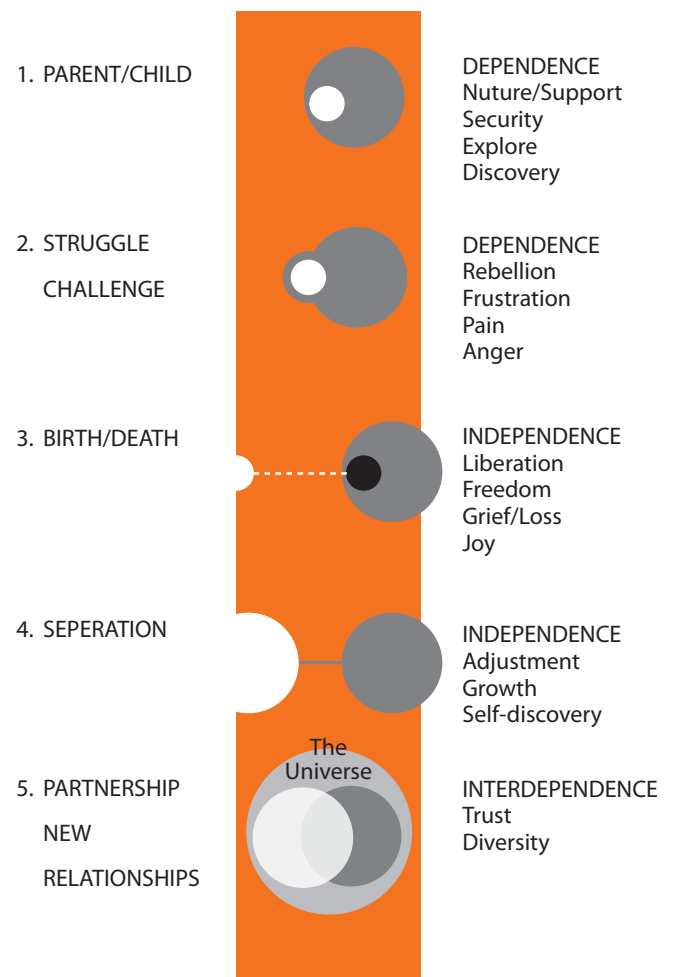 1. PARENT/CHILD
DEPENDENCE
Nuture/Support
Security
Explore
Discovery
2. STRUGGLE
CHALLENGE
DEPENDENCE
Rebellion
Frustration
Pain
Anger
3. BIRTH/DEATH
INDEPENDENCE
Liberation
Freedom
Grief/Loss
Joy
4. SEPERATION
INDEPENDENCE
Adjustment
Growth
Self-discovery
The
Universe
5. PARTNERSHIP
NEW
RELATIONSHIPS
INTERDEPENDENCE
Trust
Diversity